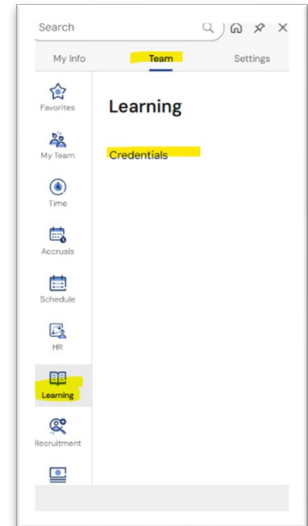 Search
My Info
Team
Settings
Favorites
Learning
My Team
Credentials
Time
Accruals
Schedule
HR
Learning
Recruitment